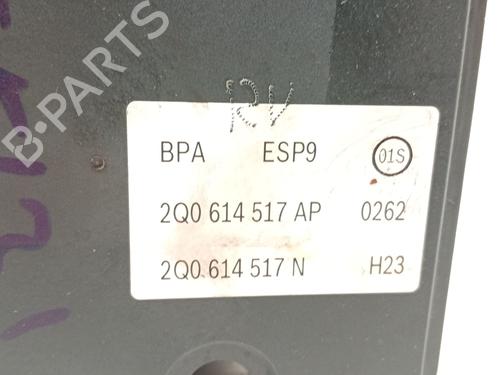 B-PARTS
RV
BPA ESP9 01S
2Q0 614 517 AP 0262
2Q0 614 517 N H23